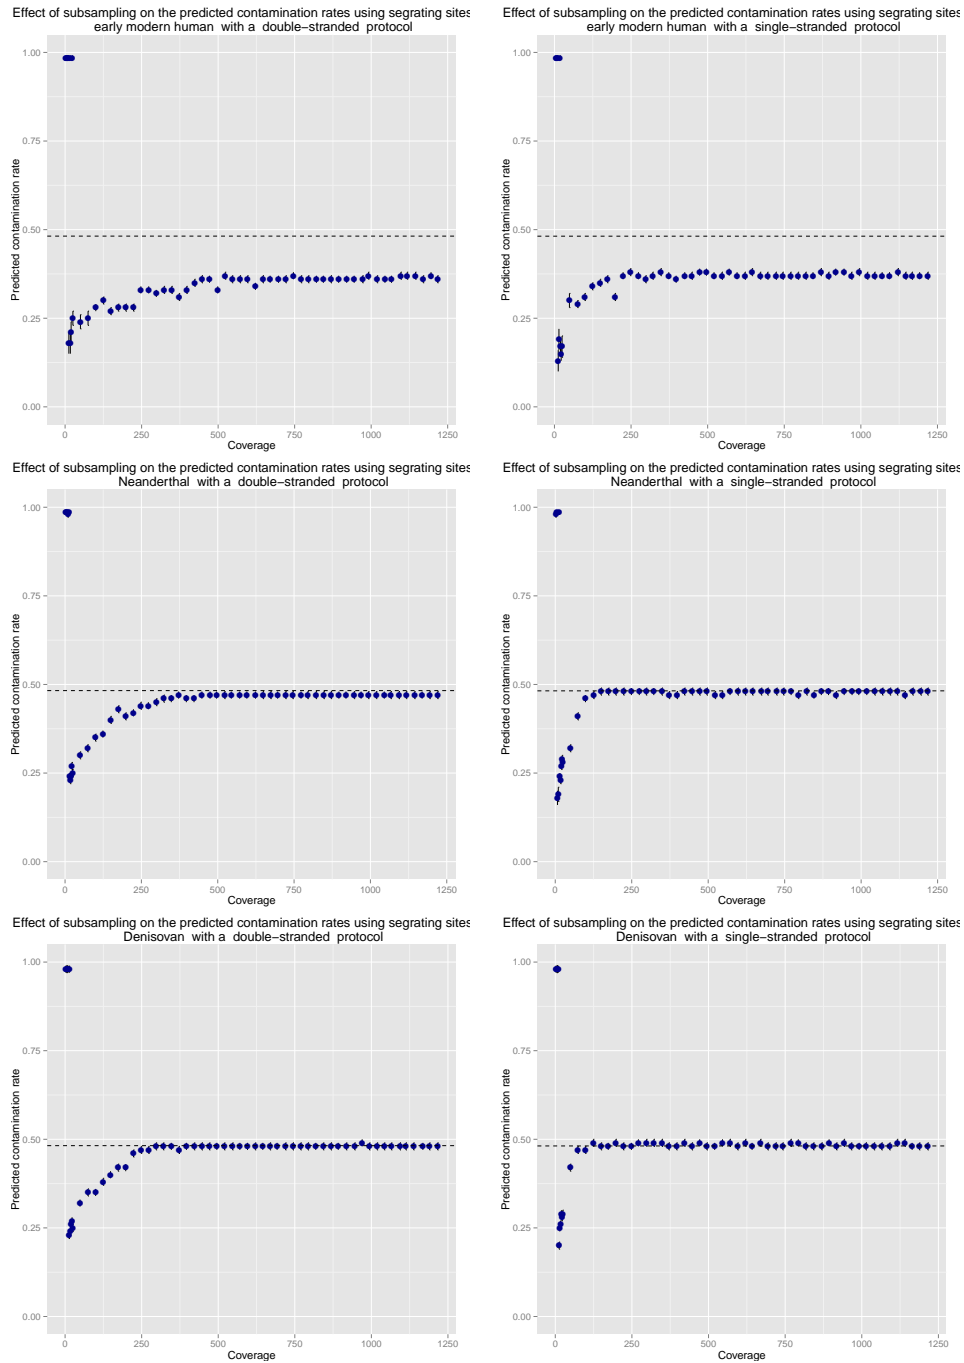 Effect of subsampling on the predicted contamination rates using segrating sites
early modern human with a double−stranded protocol
1.00
0.75
0.50
0.25
0.00
Predicted contamination rate
0 250 500 750 1000 1250
Coverage
Effect of subsampling on the predicted contamination rates using segrating sites
early modern human with a single−stranded protocol
1.00
0.75
0.50
0.25
0.00
Predicted contamination rate
0 250 500 750 1000 1250
Coverage
Effect of subsampling on the predicted contamination rates using segrating sites
Neanderthal with a double−stranded protocol
1.00
0.75
0.50
0.25
0.00
Predicted contamination rate
0 250 500 750 1000 1250
Coverage
Effect of subsampling on the predicted contamination rates using segrating sites
Neanderthal with a single−stranded protocol
1.00
0.75
0.50
0.25
0.00
Predicted contamination rate
0 250 500 750 1000 1250
Coverage
Effect of subsampling on the predicted contamination rates using segrating sites
Denisovan with a double−stranded protocol
1.00
0.75
0.50
0.25
0.00
Predicted contamination rate
0 250 500 750 1000 1250
Coverage
Effect of subsampling on the predicted contamination rates using segrating sites
Denisovan with a single−stranded protocol
1.00
0.75
0.50
0.25
0.00
Predicted contamination rate
0 250 500 750 1000 1250
Coverage